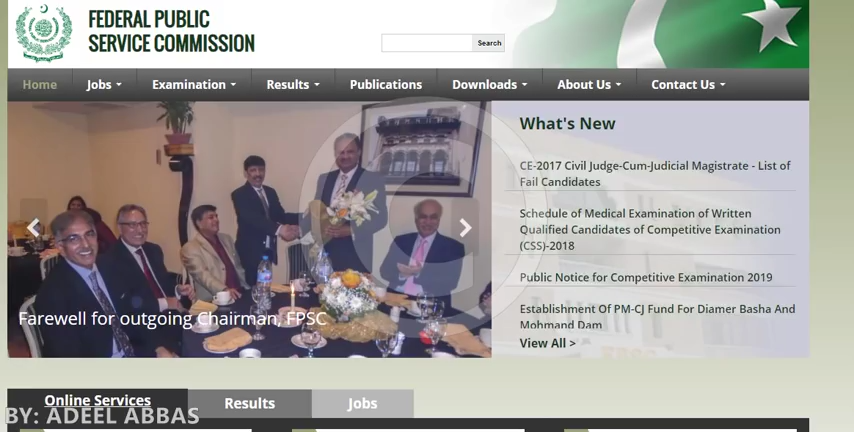 FEDERAL PUBLIC
SERVICE COMMISSION
Search
Home Jobs Examination Results Publications Downloads About Us Contact Us
What's New
CE-2017 Civil Judge-Cum-Judicial Magistrate - List of
Fail Candidates
Schedule of Medical Examination of Written
Qualified Candidates of Competitive Examination
(CSS)-2018
Public Notice for Competitive Examination 2019
Establishment Of PM-CJ Fund For Diamer Basha And
Mohmand Dam
View All >
Farewell for outgoing Chairman, FPSC
Online Services Results Jobs
BY: ADEEL ABBAS